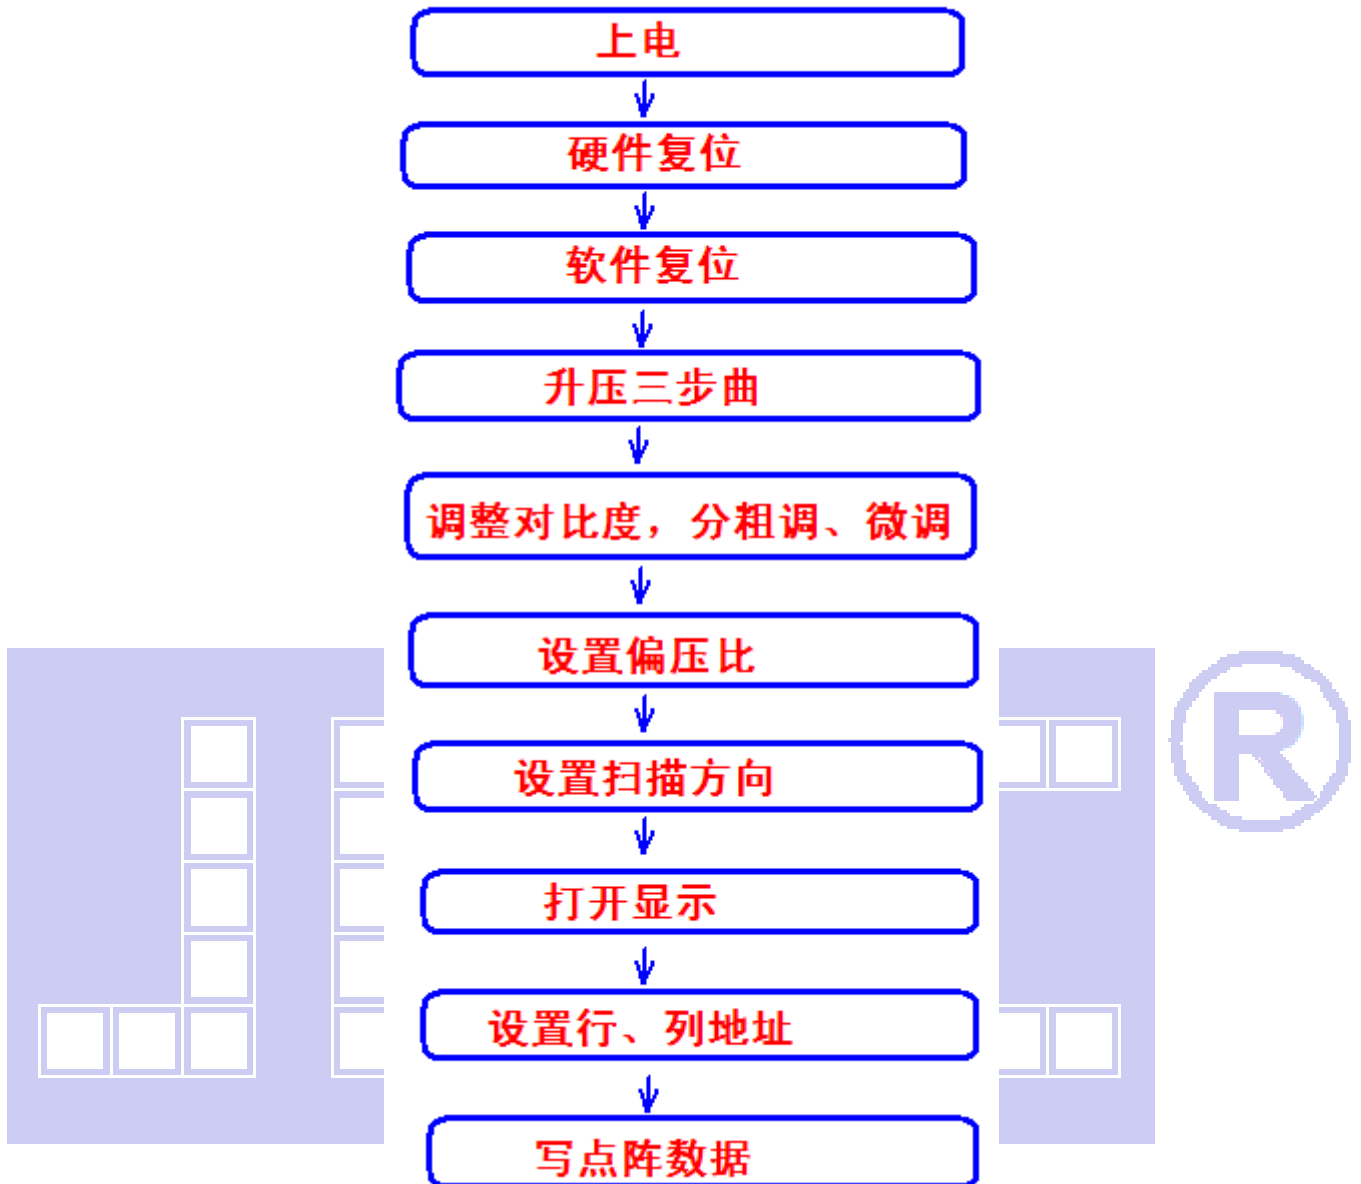 上电
硬件复位
软件复位
升压三步曲
调整对比度，分粗调、微调
设置偏压比
设置扫描方向
打开显示
设置行、列地址
写点阵数据
R